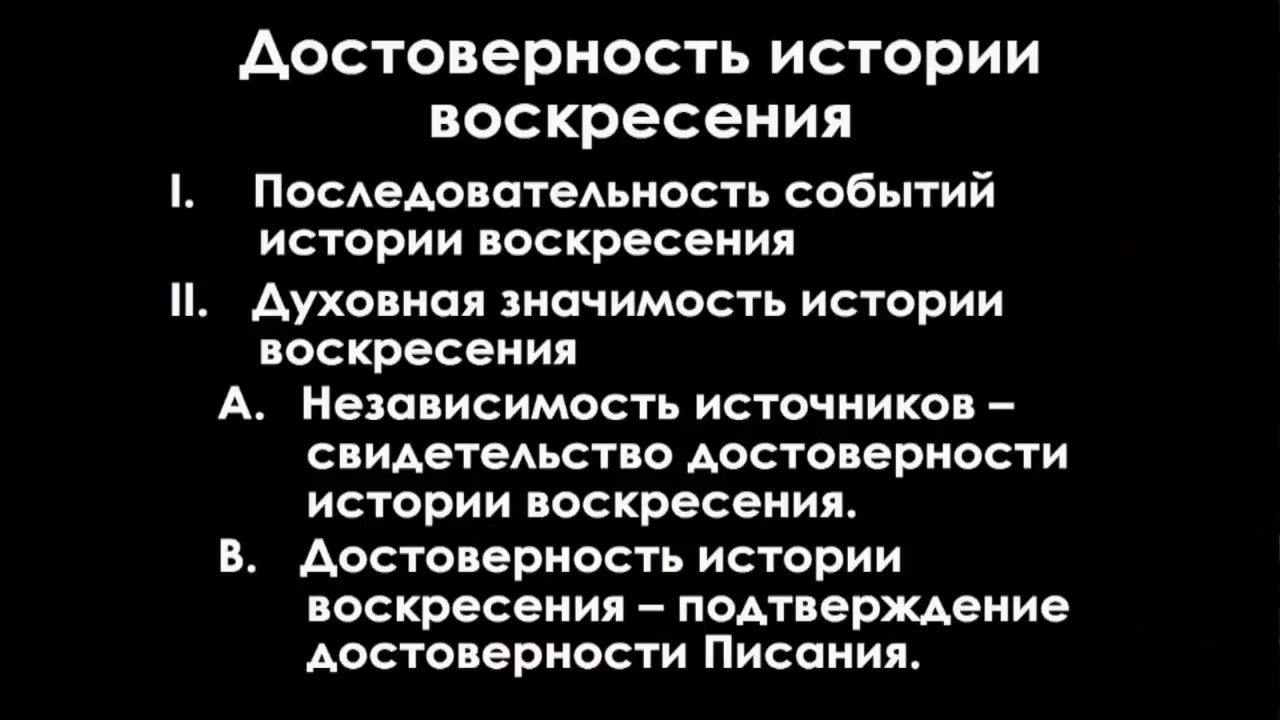 Достоверность истории
воскресения
I. Последовательность событий
истории воскресения
II. Духовная значимость истории
воскресения
A. Независимость источников –
свидетельство достоверности
истории воскресения.
B. Достоверность истории
воскресения – подтверждение
достоверности Писания.